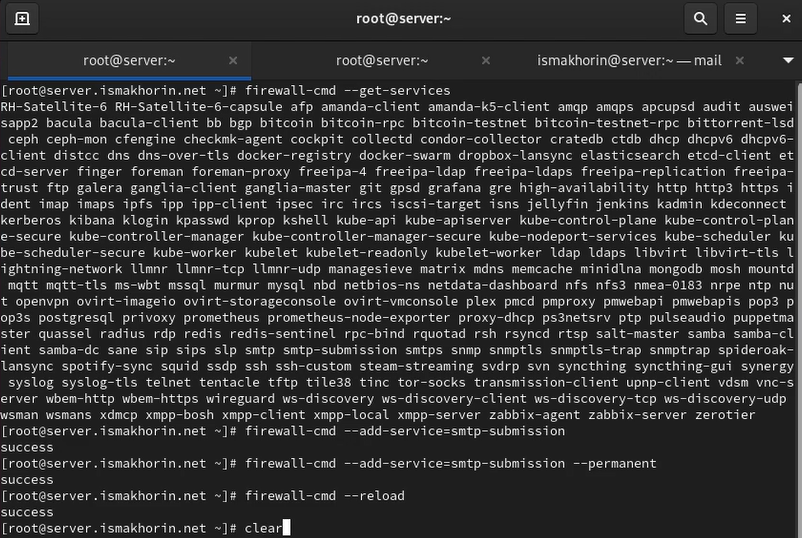 root@server:~
root@server:~ × root@server:~ × ismakhorin@server:~ — mail ×
[root@server.ismakhorin.net ~]# firewall-cmd --get-services
RH-Satellite-6 RH-Satellite-6-capsule afp amanda-client amanda-k5-client amqp amqps apcupsd audit auswei
sapp2 bacula bacula-client bb bgp bitcoin bitcoin-rpc bitcoin-testnet bitcoin-testnet-rpc bittorrent-lsd
ceph ceph-mon cfengine checkmk-agent cockpit collectd condor-collector cratedb ctdb dhcp dhcpv6 dhcpv6-
client distcc dns dns-over-tls docker-registry docker-swarm dropbox-lansync elasticsearch etcd-client et
cd-server finger foreman foreman-proxy freeipa-4 freeipa-ldap freeipa-ldaps freeipa-replication freeipa-
trust ftp galera ganglia-client ganglia-master git gpsd grafana gre high-availability http http3 https i
dent imap imaps ipfs ipp ipp-client ipsec irc ircs iscsi-target isns jellyfin jenkins kadmin kdeconnect
kerberos kibana klogin kpasswd kprop kshell kube-api kube-apiserver kube-control-plane kube-control-plan
e-secure kube-controller-manager kube-controller-manager-secure kube-nodeport-services kube-scheduler ku
be-scheduler-secure kube-worker kubelet kubelet-readonly kubelet-worker ldap ldaps libvirt libvirt-tls l
ightning-network llmnr llmnr-tcp llmnr-udp managesieve matrix mdns memcache minidlna mongodb mosh mountd
mqtt mqtt-tls ms-wbt mssql murmur mysql nbd netbios-ns netdata-dashboard nfs nfs3 nmea-0183 nrpe ntp nu
t openvpn ovirt-imageio ovirt-storageconsole ovirt-vmconsole plex pmcd pmproxy pmwebapi pmwebapis pop3 p
op3s postgresql privoxy prometheus prometheus-node-exporter proxy-dhcp ps3netsrv ptp pulseaudio puppetma
ster quassel radius rdp redis redis-sentinel rpc-bind rquotad rsh rsyncd rtsp salt-master samba samba-cl
ient samba-dc sane sip sips slp smtp smtp-submission smtps snmp snmptls snmptls-trap snmptrap spideroak-
lansync spotify-sync squid ssdp ssh ssh-custom steam-streaming svdrp svn syncthing syncthing-gui synergy
syslog syslog-tls telnet tentacle tftp tile38 tinc tor-socks transmission-client upnp-client vdsm vnc-s
erver wbem-http wbem-https wireguard ws-discovery ws-discovery-client ws-discovery-tcp ws-discovery-udp
wsman wsmans xdmcp xmpp-bosh xmpp-client xmpp-local xmpp-server zabbix-agent zabbix-server zerotier
[root@server.ismakhorin.net ~]# firewall-cmd --add-service=smtp-submission
success
[root@server.ismakhorin.net ~]# firewall-cmd --add-service=smtp-submission --permanent
success
[root@server.ismakhorin.net ~]# firewall-cmd --reload
success
[root@server.ismakhorin.net ~]# clear